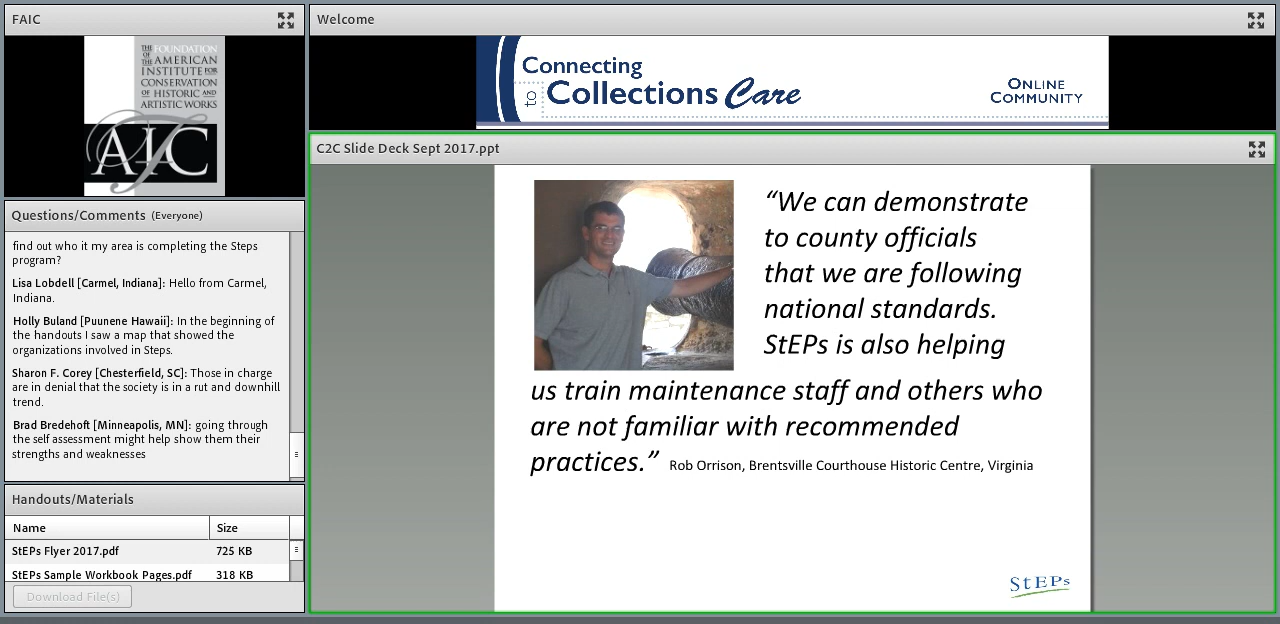 FAIC
THE FOUNDATION
OF THE AMERICAN
INSTITUTE FOR
CONSERVATION
OF HISTORIC AND
ARTISTIC WORKS
AIC
Questions/Comments (Everyone)
find out who it my area is completing the Steps
program?
Lisa Lobdell [Carmel, Indiana]: Hello from Carmel,
Indiana.
Holly Buland [Puunene Hawaii]: In the beginning of
the handouts I saw a map that showed the
organizations involved in Steps.
Sharon F. Corey [Chesterfield, SC]: Those in charge
are in denial that the society is in a rut and downhill
trend.
Brad Bredehoft [Minneapolis, MN]: going through
the self assessment might help show them their
strengths and weaknesses
Handouts/Materials
Name Size
StEPs Flyer 2017.pdf 725 KB
StEPs Sample Workbook Pages.pdf 318 KB
Download File(s)
Welcome
Connecting
to Collections Care
ONLINE
COMMUNITY
C2C Slide Deck Sept 2017.ppt
“We can demonstrate
to county officials
that we are following
national standards.
StEPs is also helping
us train maintenance staff and others who
are not familiar with recommended
practices.” Rob Orrison, Brentsville Courthouse Historic Centre, Virginia
StEPs